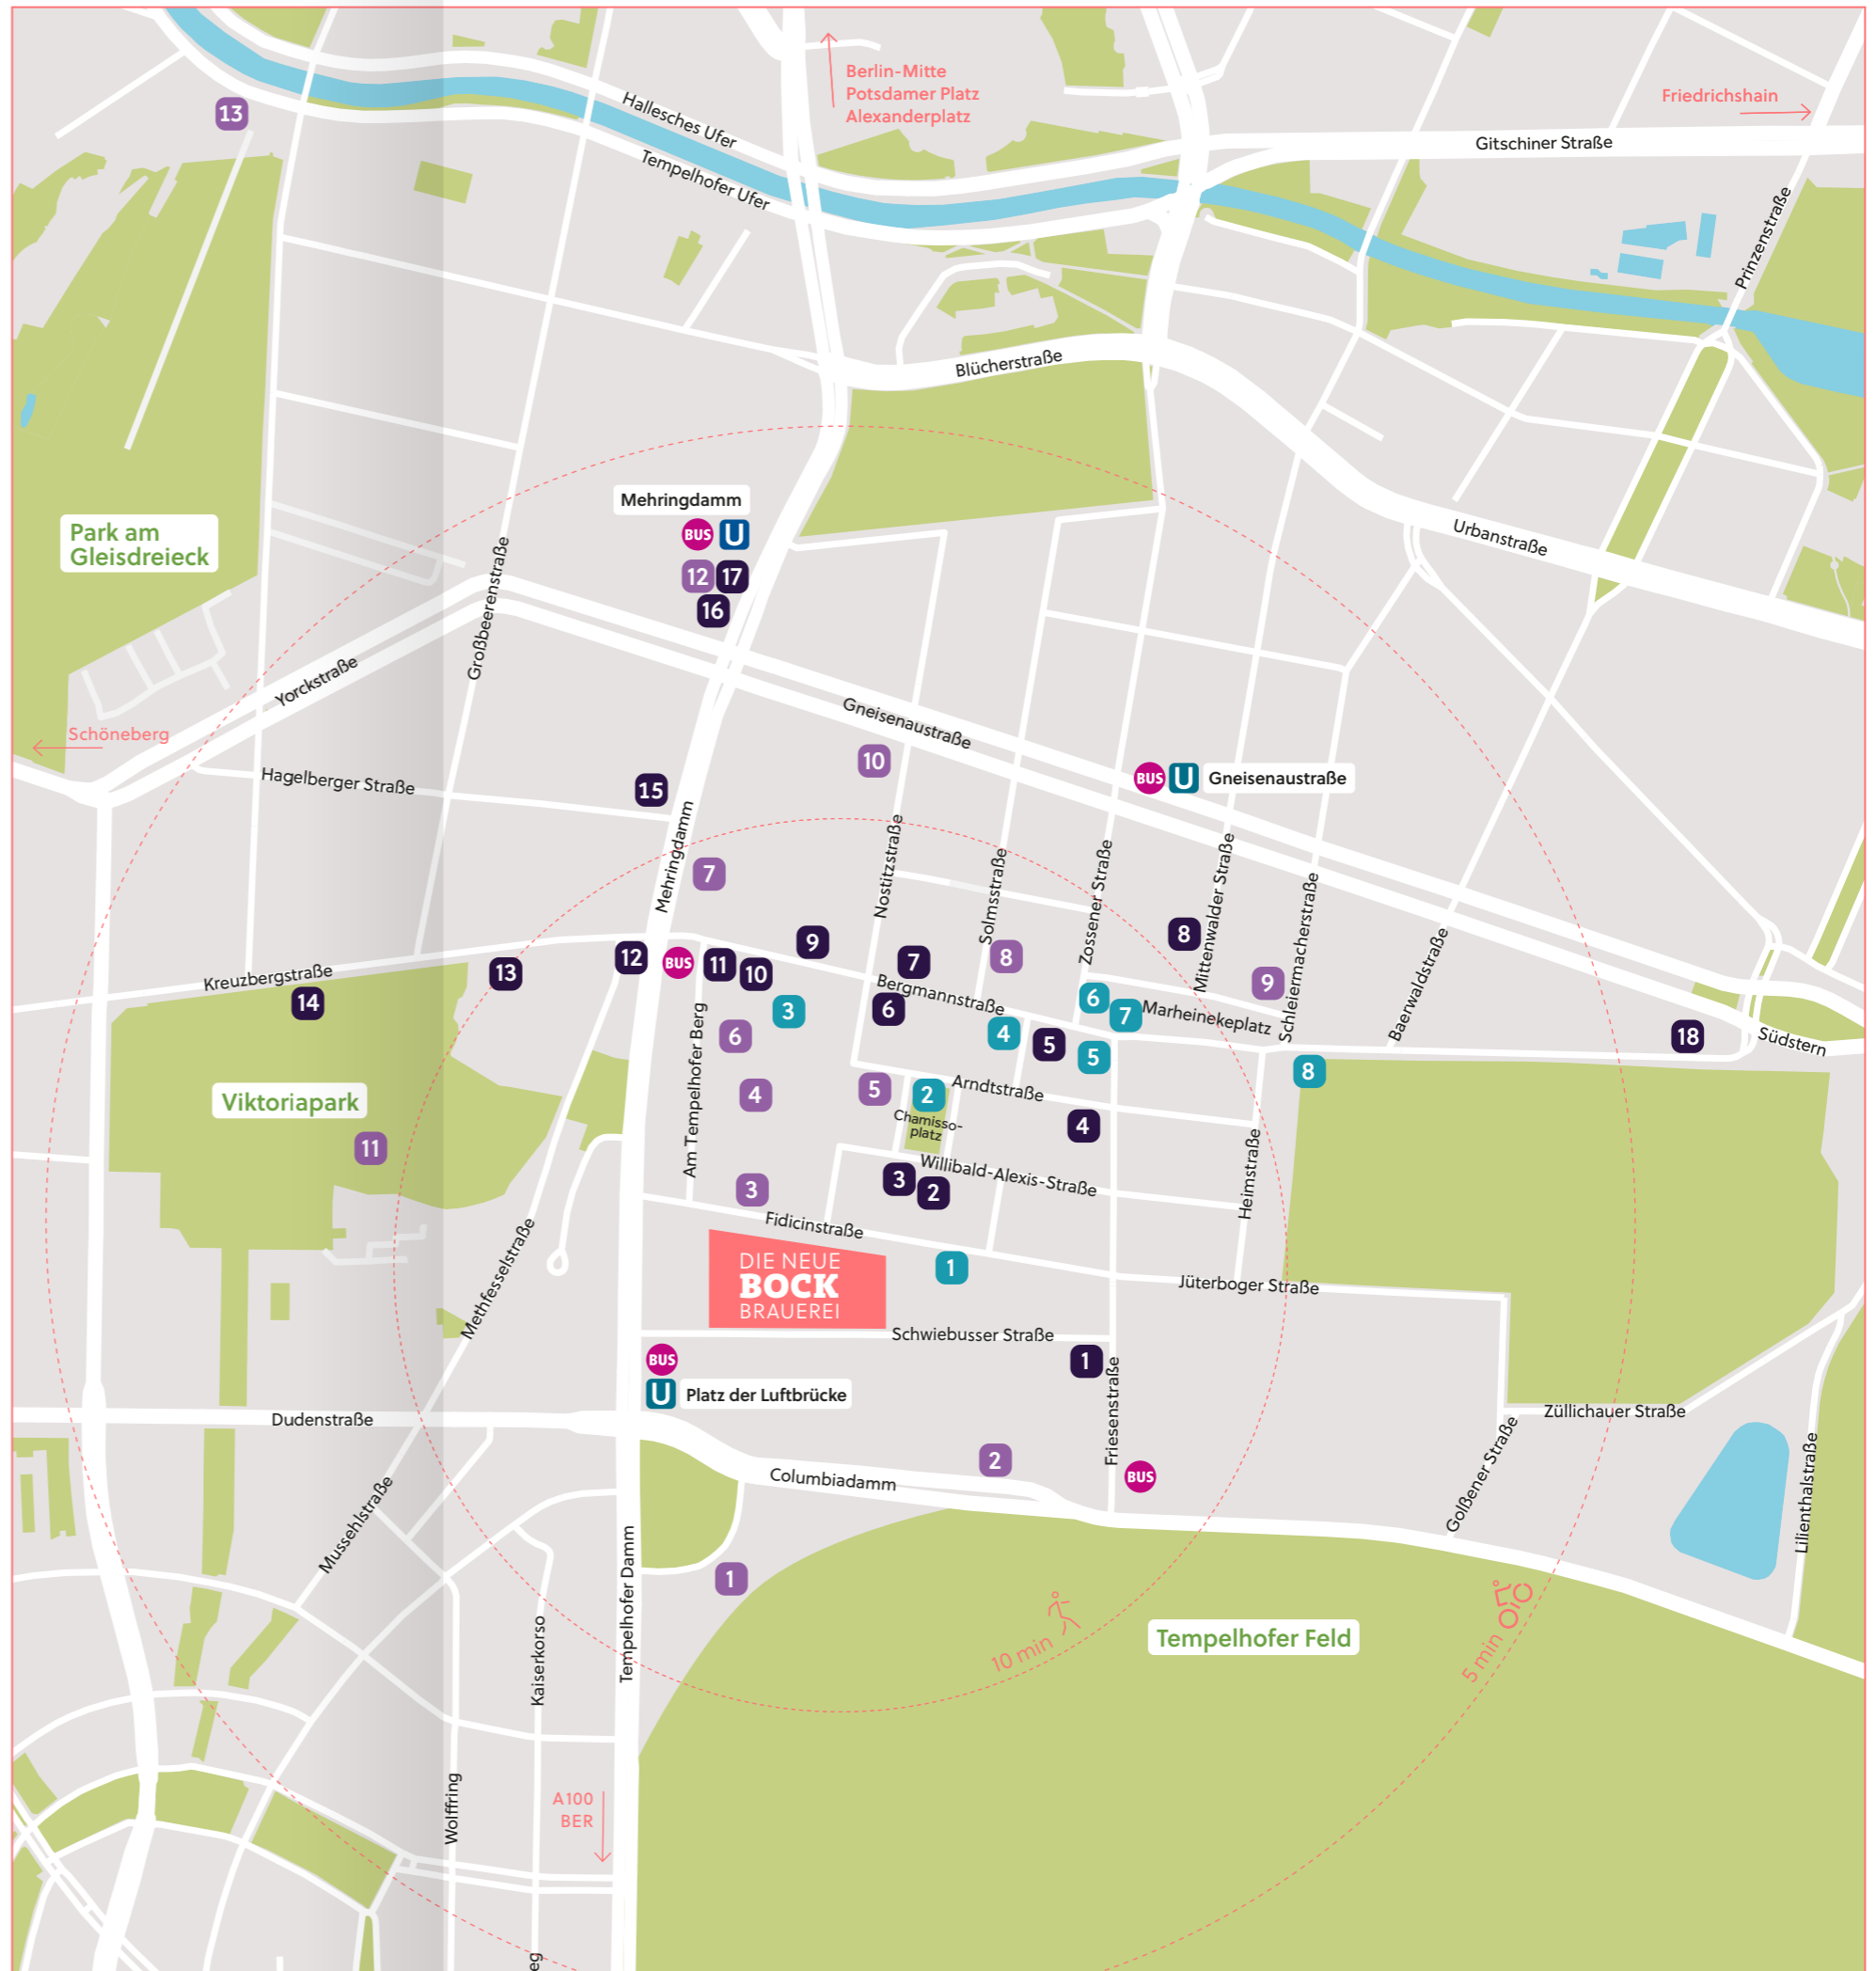 Berlin-Mitte
Potsdamer Platz
Alexanderplatz
Friedrichshain
13
Hallesches Ufer
Tempelhofer Ufer
Gitschiner Straße
Prinzenstraße
Blücherstraße
Mehringdamm
BUS U
12 17
16
Park am
Gleisdreieck
Großbeerenstraße
Urbanstraße
Yorckstraße
Schöneberg
Gneisenaustraße
10
BUS U Gneisenaustraße
Hagelberger Straße
15
Mehringdamm
7
Nostitzstraße
Solmsstraße
Zossener Straße
Mittenwalder Straße
Schleiermacherstraße
Baerwaldstraße
8
9
7
8
9
12
BUS
11
10
13
Kreuzbergstraße
14
Bergmannstraße
3
6
6
7
Marheinekeplatz
4
5
5
18
Südstern
8
6
Am Tempelhofer Berg
Viktoriapark
11
4
5
2
Chamisso-
platz
Arndtstraße
4
Willibald-Alexis-Straße
3
2
Heimstraße
3
Fidicinstraße
DIE NEUE
BOCK
BRAUEREI
1
Jüterboger Straße
Methfesselstraße
Schwiebusser Straße
BUS
U Platz der Luftbrücke
1
Friesenstraße
Dudenstraße
Züllichauer Straße
Golßener Straße
Lilienthalstraße
2
BUS
Columbiadamm
Musehlstraße
1
Tempelhofer Damm
Kaiserkorso
10 min
5 min
Tempelhofer Feld
A100
BER
Wolffring
eg